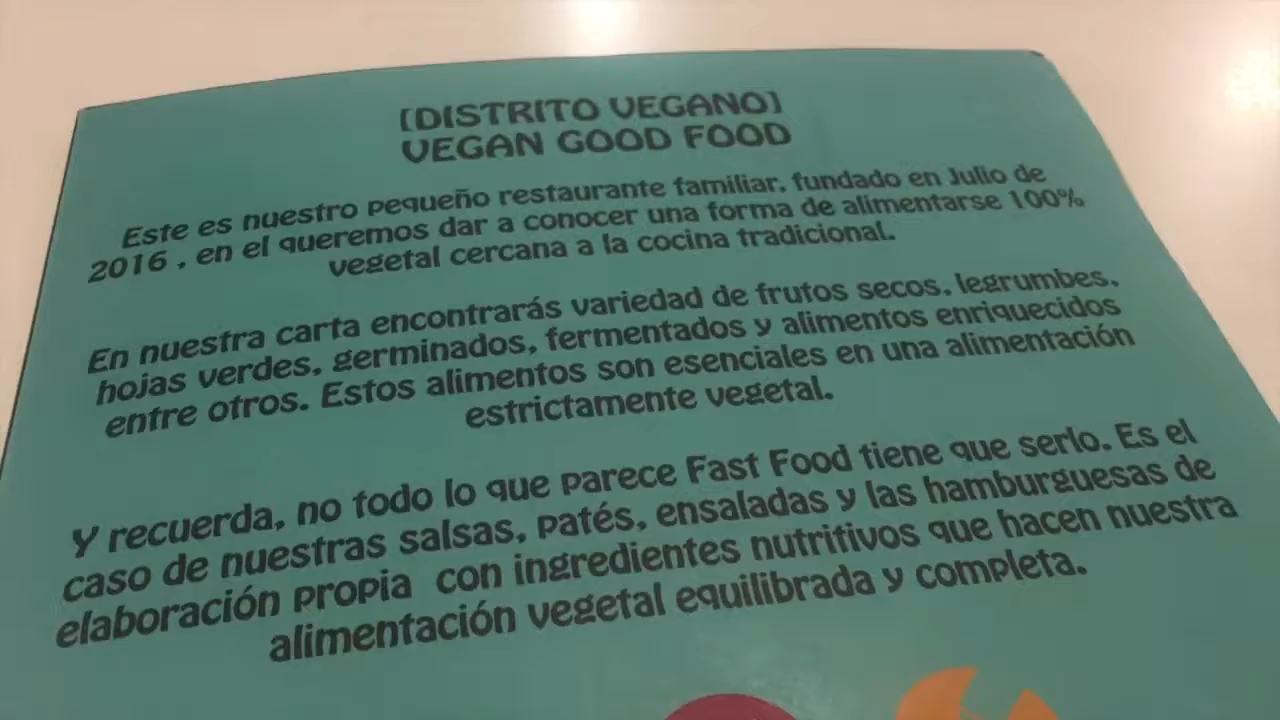 [DISTRITO VEGANO]
VEGAN GOOD FOOD
Este es nuestro pequeño restaurante familiar, fundado en Julio de
2016 , en el queremos dar a conocer una forma de alimentarse 100%
vegetal cercana a la cocina tradicional.
En nuestra carta encontrarás variedad de frutos secos, legrumbes,
hojas verdes, germinados, fermentados y alimentos enriquecidos
entre otros. Estos alimentos son esenciales en una alimentación
estrictamente vegetal.
Y recuerda, no todo lo que parece Fast Food tiene que serlo. Es el
caso de nuestras salsas, patés, ensaladas y las hamburguesas de
elaboración propia con ingredientes nutritivos que hacen nuestra
alimentación vegetal equilibrada y completa.